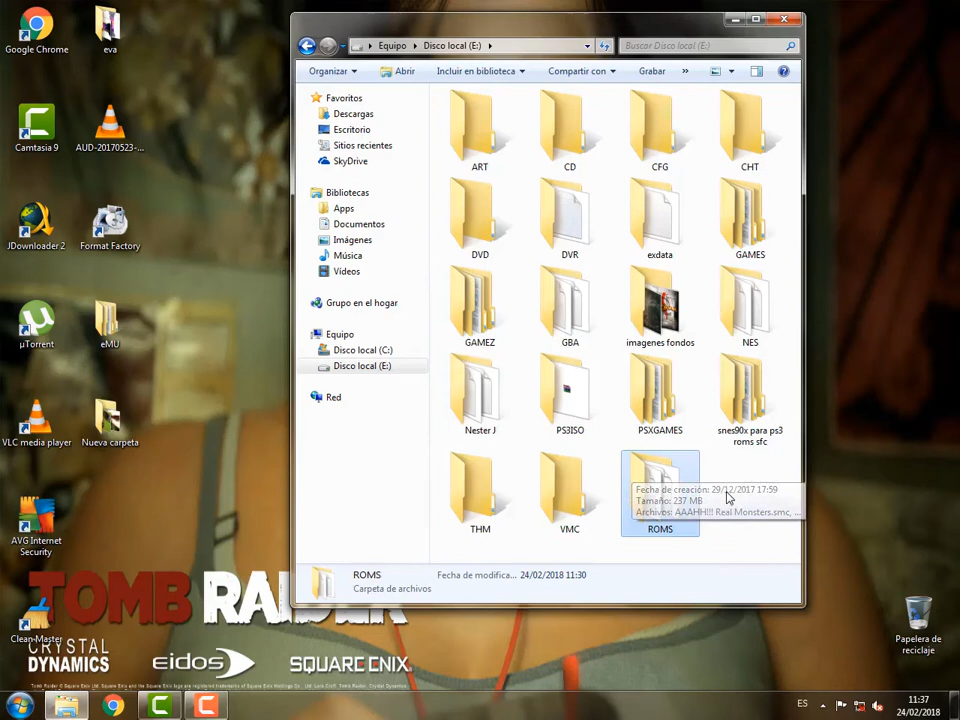 Google Chrome
eva
Camtasia 9
AUD-20170523-...
JDownloader 2
Format Factory
µTorrent
eMU
VLC media player
Nueva carpeta
AVG Internet
Security
Clean Master
TOMB RAIDER
CRYSTAL
DYNAMICS
eidos
SQUARE ENIX
Equipo
Disco local (E:)
Buscar Disco local (E:)
Organizar
Abrir
Incluir en biblioteca
Compartir con
Grabar
»
Favoritos
Descargas
Escritorio
Sitios recientes
SkyDrive
Bibliotecas
Apps
Documentos
Imágenes
Música
Vídeos
Grupo en el hogar
Equipo
Disco local (C:)
Disco local (E:)
Red
ART
CD
CFG
CHT
DVD
DVR
exdata
GAMES
GAMEZ
GBA
imagenes fondos
NES
Nester J
PS3ISO
PSXGAMES
snes90x para ps3
roms sfc
THM
VMC
ROMS
Fecha de creación: 29/12/2017 17:59
Tamaño: 237 MB
Archivos: AAAHH!!! Real Monsters.smc, ...
ROMS
Fecha de modifica... 24/02/2018 11:30
Carpeta de archivos
Papelera de
reciclaje
ES
11:37
24/02/2018